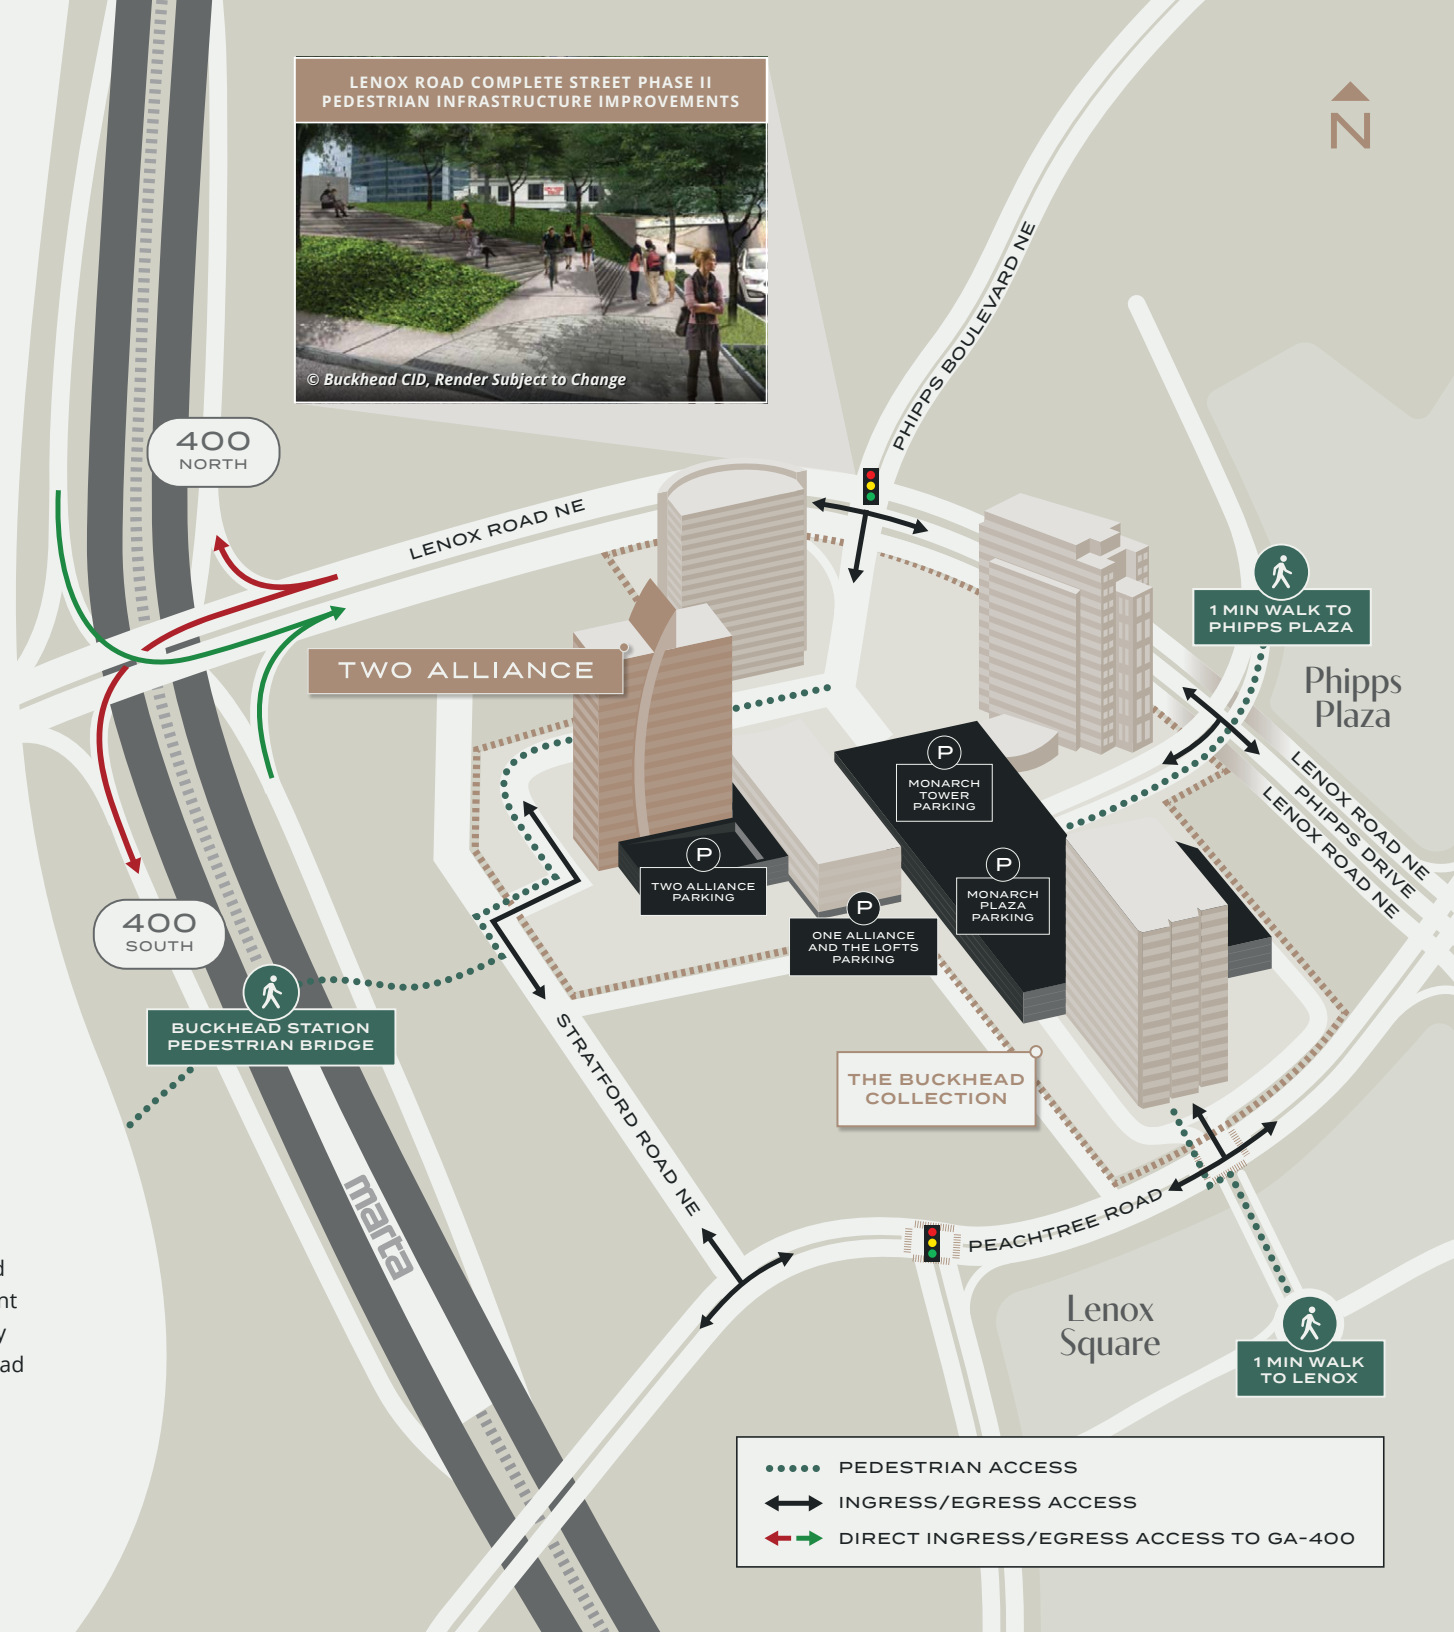 LENOX ROAD COMPLETE STREET PHASE II
PEDESTRIAN INFRASTRUCTURE IMPROVEMENTS
© Buckhead CID, Render Subject to Change
N
PHIPPS BOULEVARD NE
400
NORTH
LENOX ROAD NE
1 MIN WALK TO
PHIPPS PLAZA
TWO ALLIANCE
Phipps
Plaza
P
MONARCH
TOWER
PARKING
LENOX ROAD NE
PHIPPS DRIVE
LENOX ROAD NE
P
TWO ALLIANCE
PARKING
P
MONARCH
PLAZA
PARKING
P
ONE ALLIANCE
AND THE LOFTS
PARKING
400
SOUTH
BUCKHEAD STATION
PEDESTRIAN BRIDGE
STRATFORD ROAD NE
THE BUCKHEAD
COLLECTION
marta
PEACHTREE ROAD
Lenox
Square
1 MIN WALK
TO LENOX
PEDESTRIAN ACCESS
INGRESS/EGRESS ACCESS
DIRECT INGRESS/EGRESS ACCESS TO GA-400